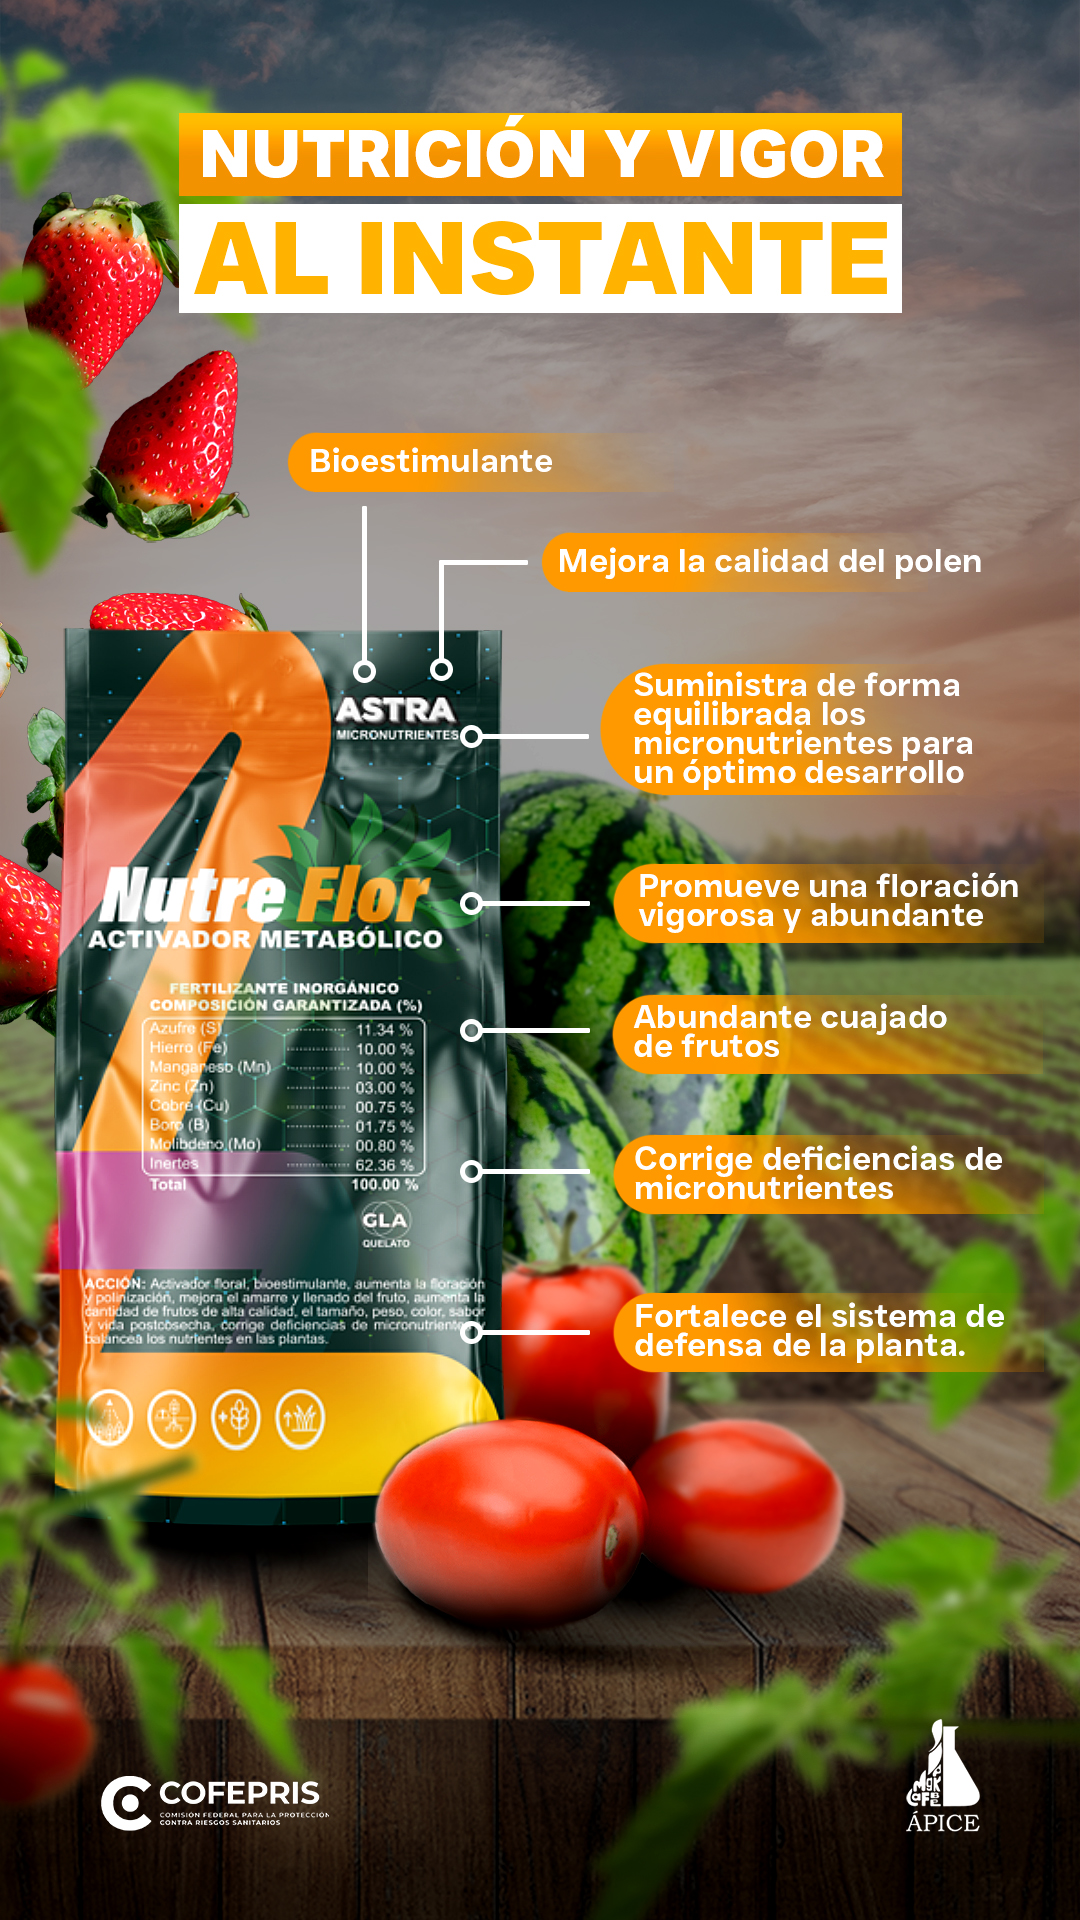 NUTRICIÓN Y VIGOR
AL INSTANTE
Bioestimulante
Mejora la calidad del polen
Suministra de forma
equilibrada los
micronutrientes para
un óptimo desarrollo
Promueve una floración
vigorosa y abundante
Abundante cuajado
de frutos
Corrige deficiencias de
micronutrientes
Fortalece el sistema de
defensa de la planta.
ASTRA
MICRONUTRIENTES
Nutre Flor
ACTIVADOR METABÓLICO
FERTILIZANTE INORGÁNICO
COMPOSICIÓN GARANTIZADA (%)
Azufre (S) 11.34 %
Hierro (Fe) 10.00 %
Manganeso (Mn) 10.00 %
Zinc (Zn) 03.00 %
Cobre (Cu) 00.75 %
Boro (B) 01.75 %
Molibdeno (Mo) 00.80 %
Inertes 62.36 %
Total 100.00 %
GLA
QUELATO
ACCIÓN: Activador floral, bioestimulante, aumenta la floración
y polinización, mejora el amarre y llenado del fruto, aumenta la
cantidad de frutos de alta calidad, el tamaño, peso, color, sabor
y vida postcosecha, corrige deficiencias de micronutrientes y
balancea los nutrientes en las plantas.
COFEPRIS
COMISIÓN FEDERAL PARA LA PROTECCIÓN
CONTRA RIESGOS SANITARIOS
ÁPICE